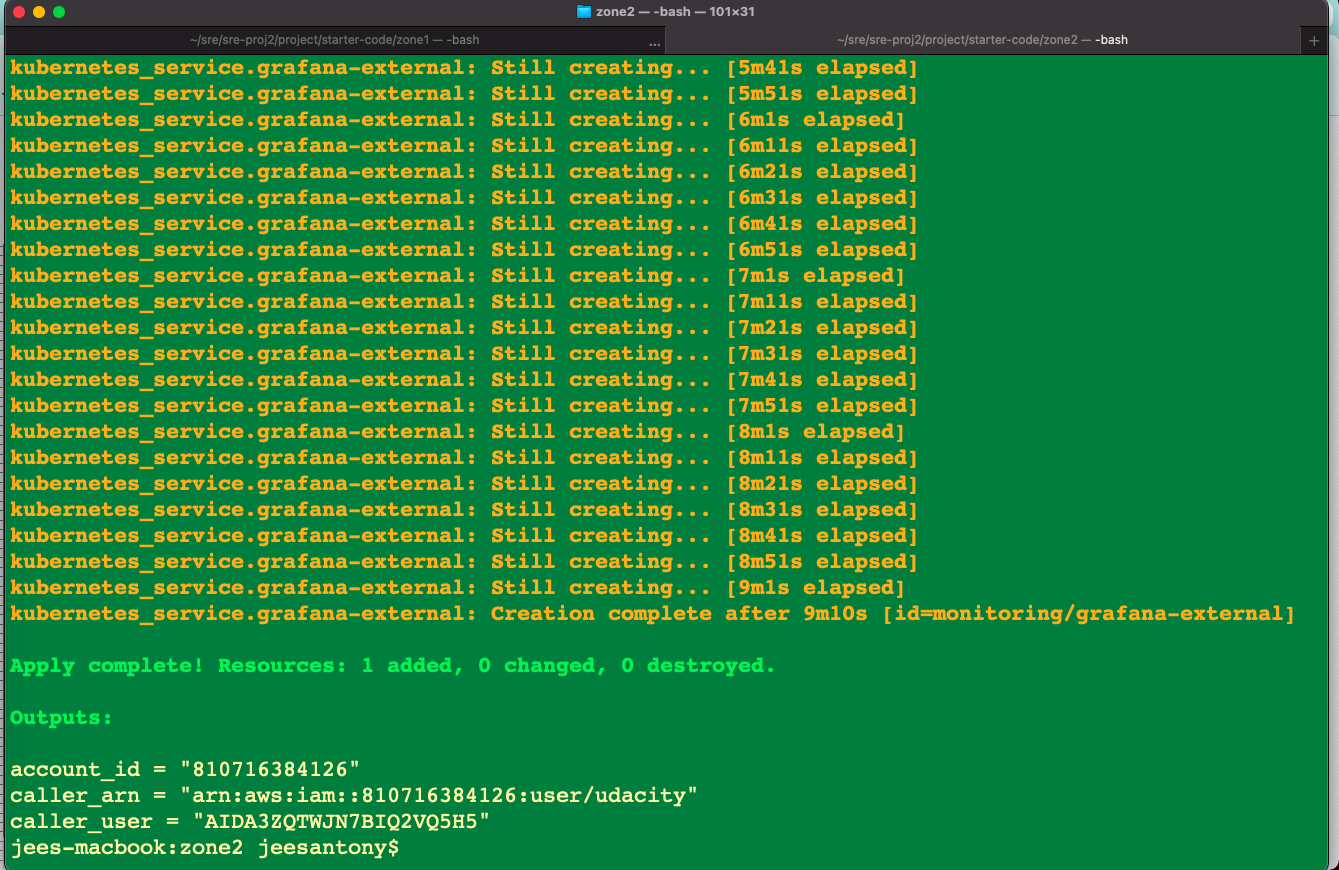 zone2 — -bash — 101×31
~/sre/sre-proj2/project/starter-code/zone1 — -bash
...
~/sre/sre-proj2/project/starter-code/zone2 — -bash
+
kubernetes_service.grafana-external: Still creating... [5m41s elapsed]
kubernetes_service.grafana-external: Still creating... [5m51s elapsed]
kubernetes_service.grafana-external: Still creating... [6m1s elapsed]
kubernetes_service.grafana-external: Still creating... [6m11s elapsed]
kubernetes_service.grafana-external: Still creating... [6m21s elapsed]
kubernetes_service.grafana-external: Still creating... [6m31s elapsed]
kubernetes_service.grafana-external: Still creating... [6m41s elapsed]
kubernetes_service.grafana-external: Still creating... [6m51s elapsed]
kubernetes_service.grafana-external: Still creating... [7m1s elapsed]
kubernetes_service.grafana-external: Still creating... [7m11s elapsed]
kubernetes_service.grafana-external: Still creating... [7m21s elapsed]
kubernetes_service.grafana-external: Still creating... [7m31s elapsed]
kubernetes_service.grafana-external: Still creating... [7m41s elapsed]
kubernetes_service.grafana-external: Still creating... [7m51s elapsed]
kubernetes_service.grafana-external: Still creating... [8m1s elapsed]
kubernetes_service.grafana-external: Still creating... [8m11s elapsed]
kubernetes_service.grafana-external: Still creating... [8m21s elapsed]
kubernetes_service.grafana-external: Still creating... [8m31s elapsed]
kubernetes_service.grafana-external: Still creating... [8m41s elapsed]
kubernetes_service.grafana-external: Still creating... [8m51s elapsed]
kubernetes_service.grafana-external: Still creating... [9m1s elapsed]
kubernetes_service.grafana-external: Creation complete after 9m10s [id=monitoring/grafana-external]
Apply complete! Resources: 1 added, 0 changed, 0 destroyed.
Outputs:
account_id = "810716384126"
caller_arn = "arn:aws:iam::810716384126:user/udacity"
caller_user = "AIDA3ZQTWJN7BIQ2VQ5H5"
jees-macbook:zone2 jeesantony$